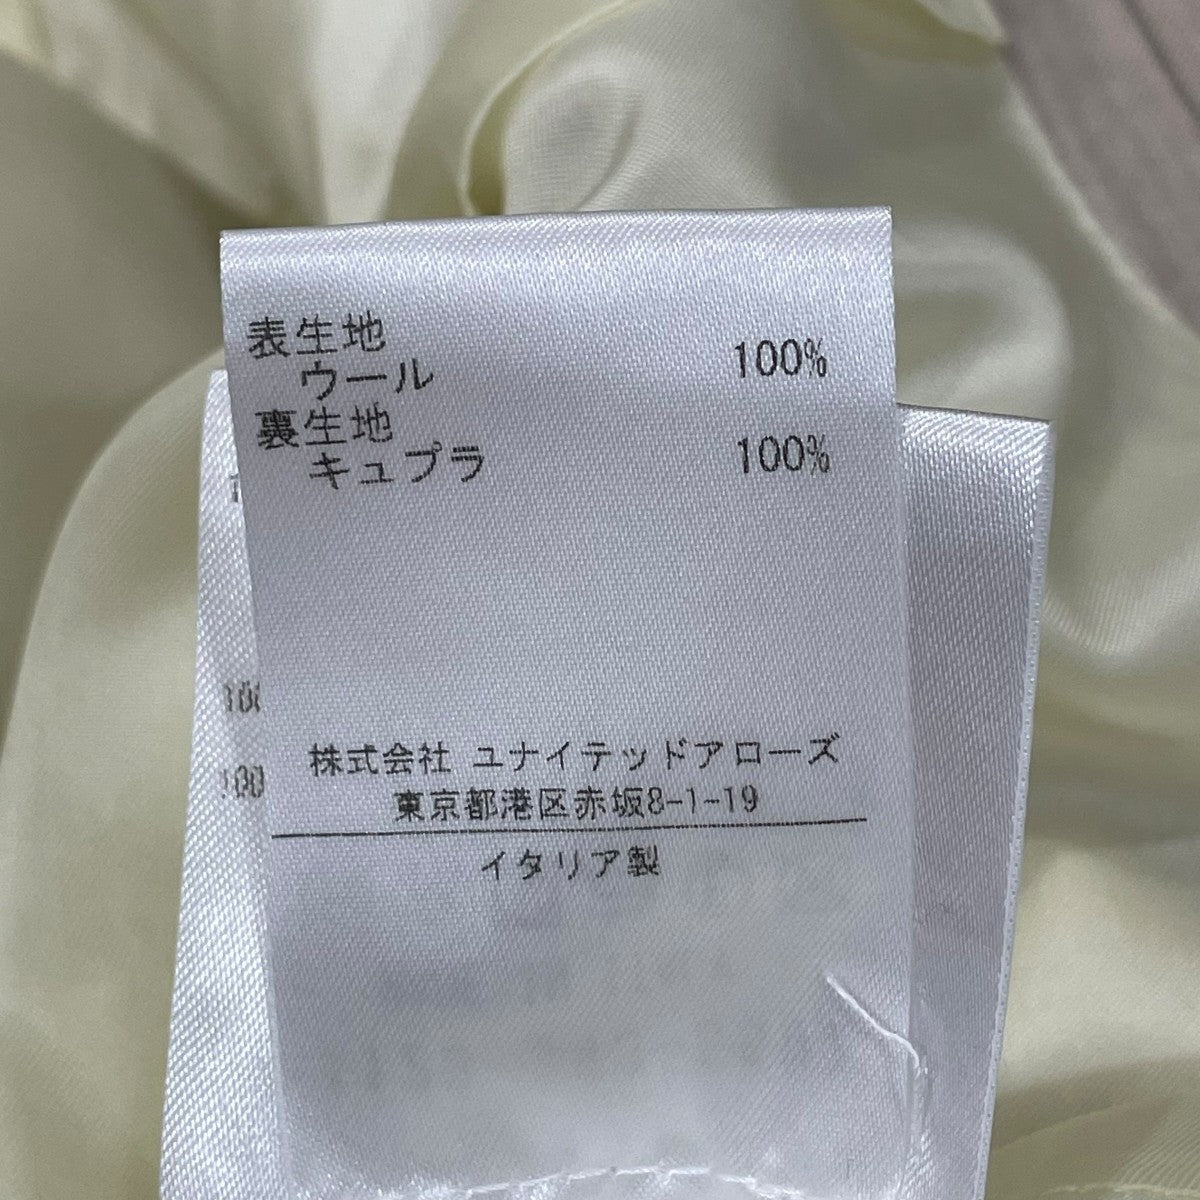 表生地
ウール 100%
裏生地
キュプラ 100%
株式会社 ユナイテッドアローズ
東京都港区赤坂8-1-19
イタリア製
100